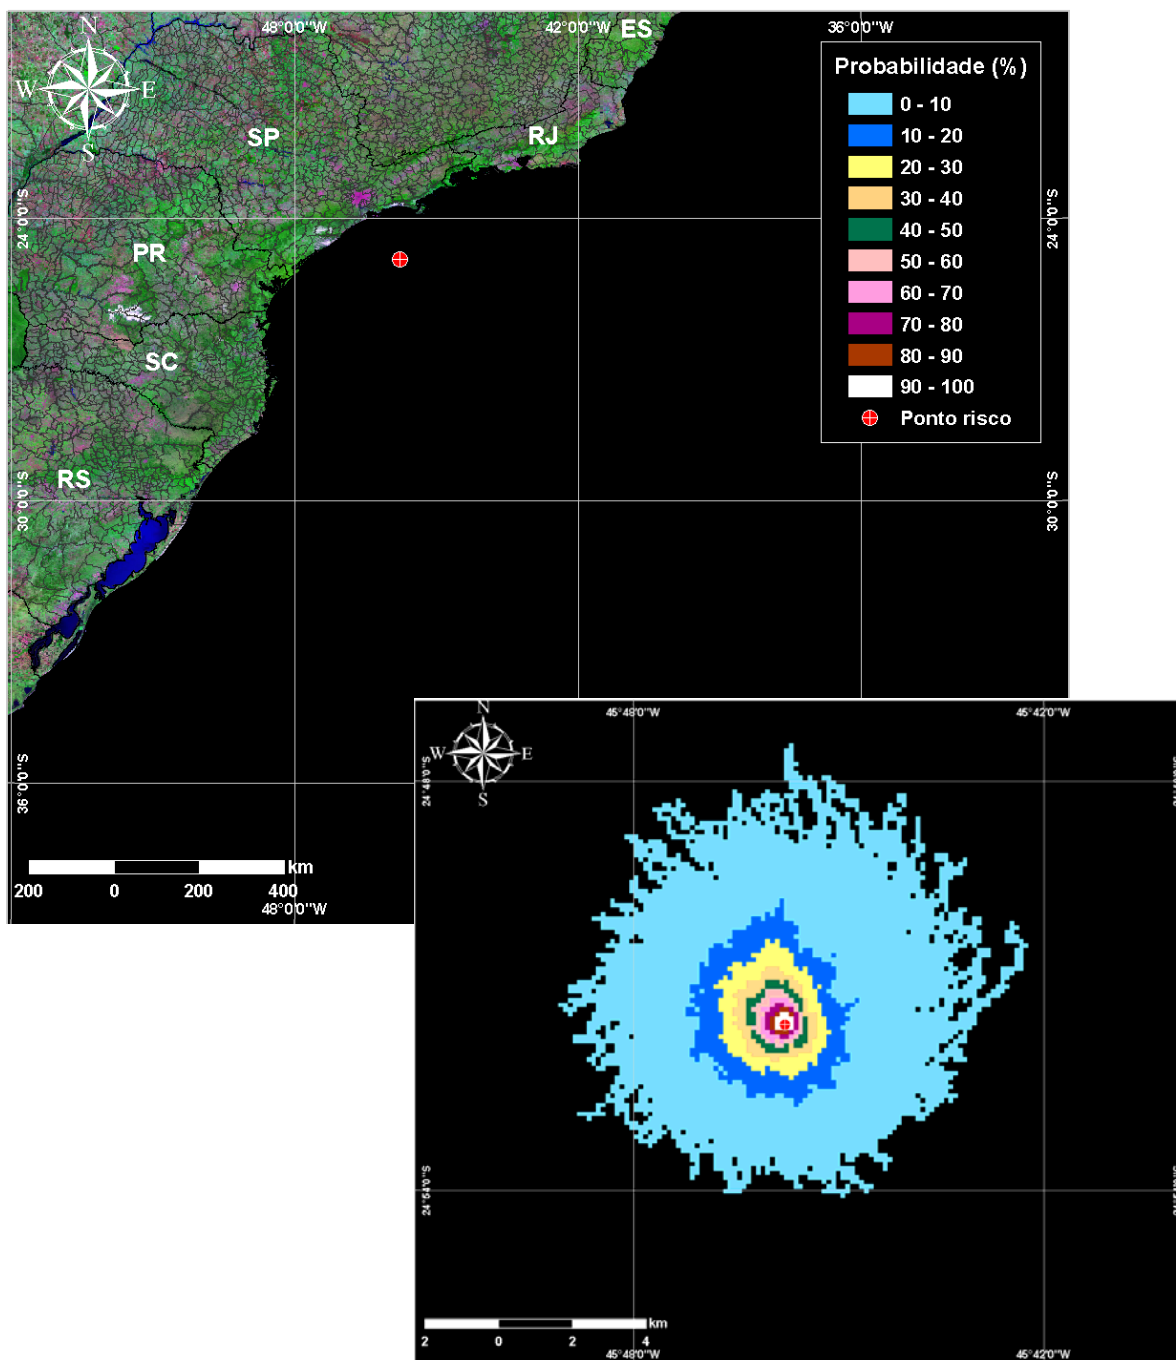 48°0'0"W
42°0'0"W
36°0'0"W
ES
N
W
E
S
SP
RJ
PR
SC
RS
24°0'0"S
24°0'0"S
30°0'0"S
30°0'0"S
36°0'0"S
Probabilidade (%)
0 - 10
10 - 20
20 - 30
30 - 40
40 - 50
50 - 60
60 - 70
70 - 80
80 - 90
90 - 100
Ponto risco
km
200 0 200 400
48°0'0"W
45°48'0"W
45°42'0"W
N
W
E
S
24°48'0"S
24°54'0"S
km
2 0 2 4
45°48'0"W
45°42'0"W